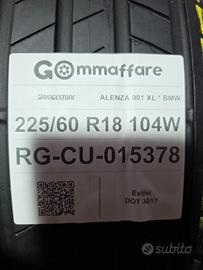 GOmmaffare
BRIDGESTONE
ALENZA 001 XL * BMW
225/60 R18 104W
RG-CU-015378
Estivi
DOT 3017
subito